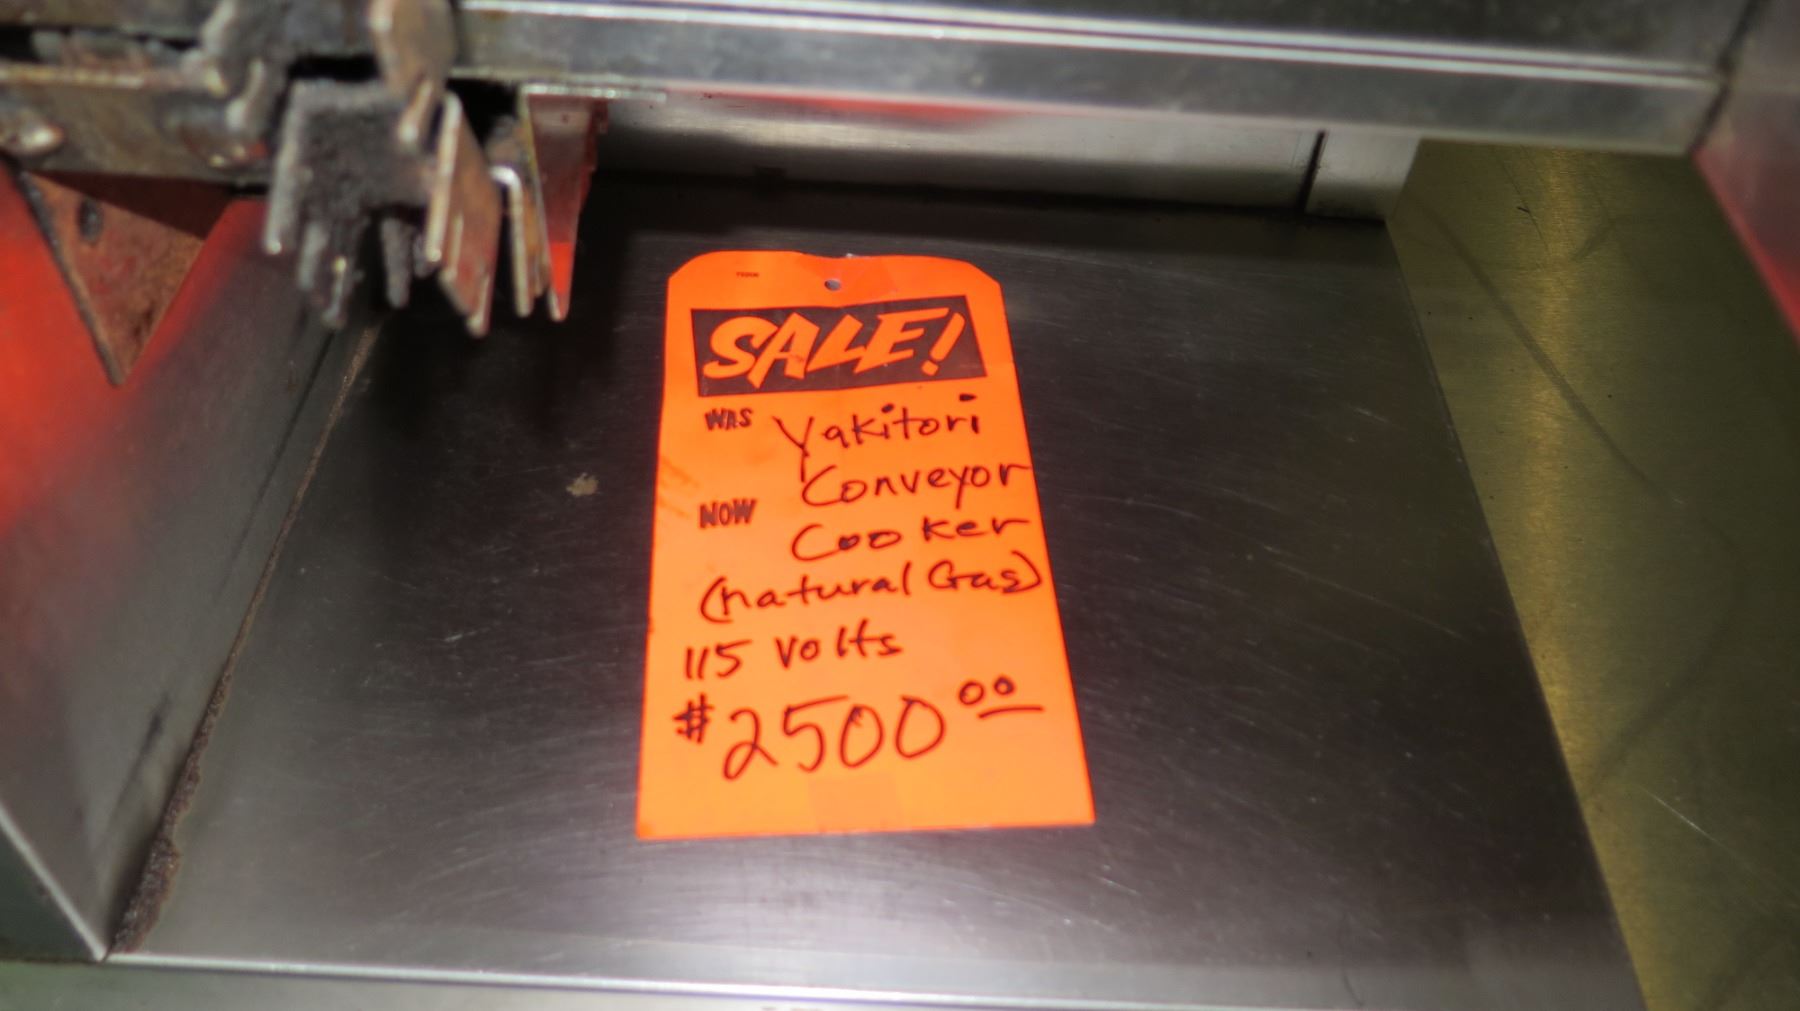 SALE!
WAS Yakitori
Conveyor
NOW Cooker
(natural Gas)
115 volts
$2500 00